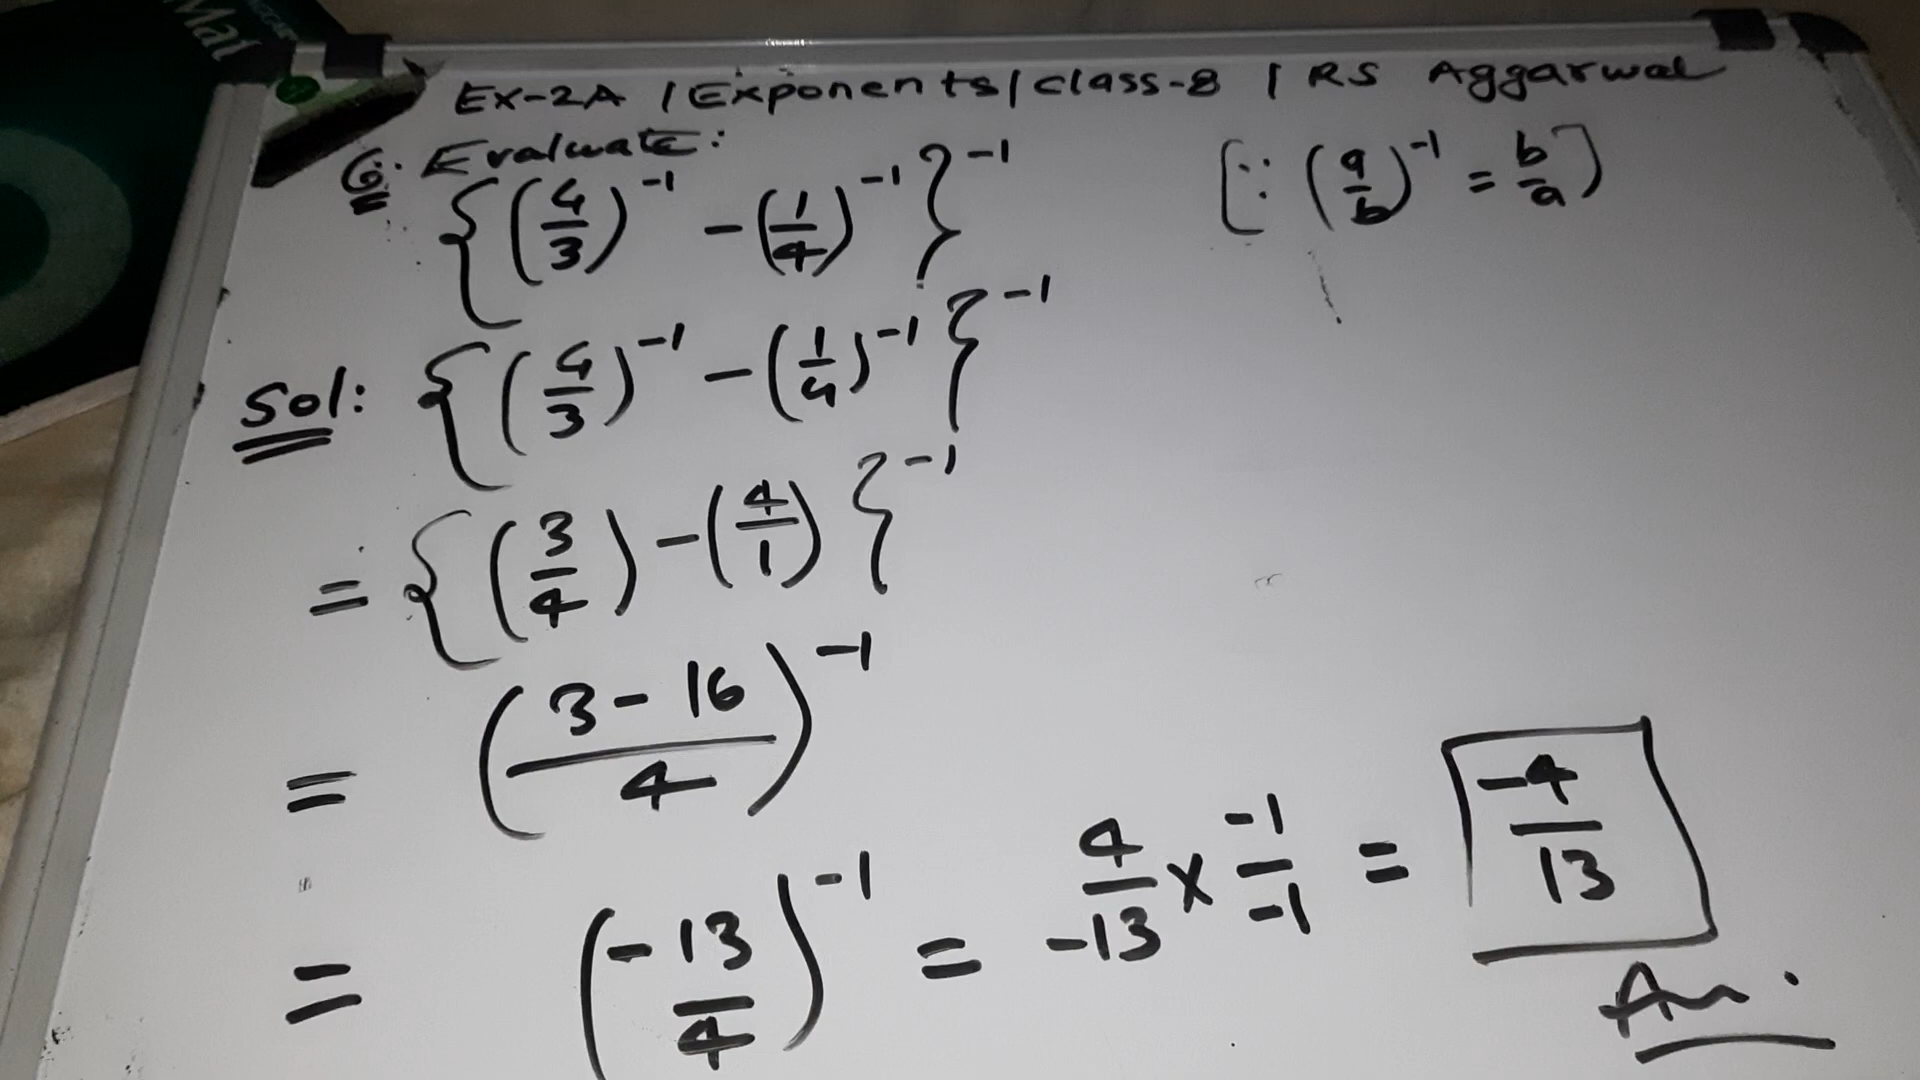 Mat
Ex-2A / Exponents / class-8 / RS Aggarwal
6. Evaluate:
{(4/3)^-1 - (1/4)^-1}^-1 [∵ (a/b)^-1 = b/a]
Sol: {(4/3)^-1 - (1/4)^-1}^-1
= {(3/4) - (4/1)}^-1
= ((3 - 16)/4)^-1
= (-13/4)^-1 = 4/-13 × -1/-1 = -4/13
An.